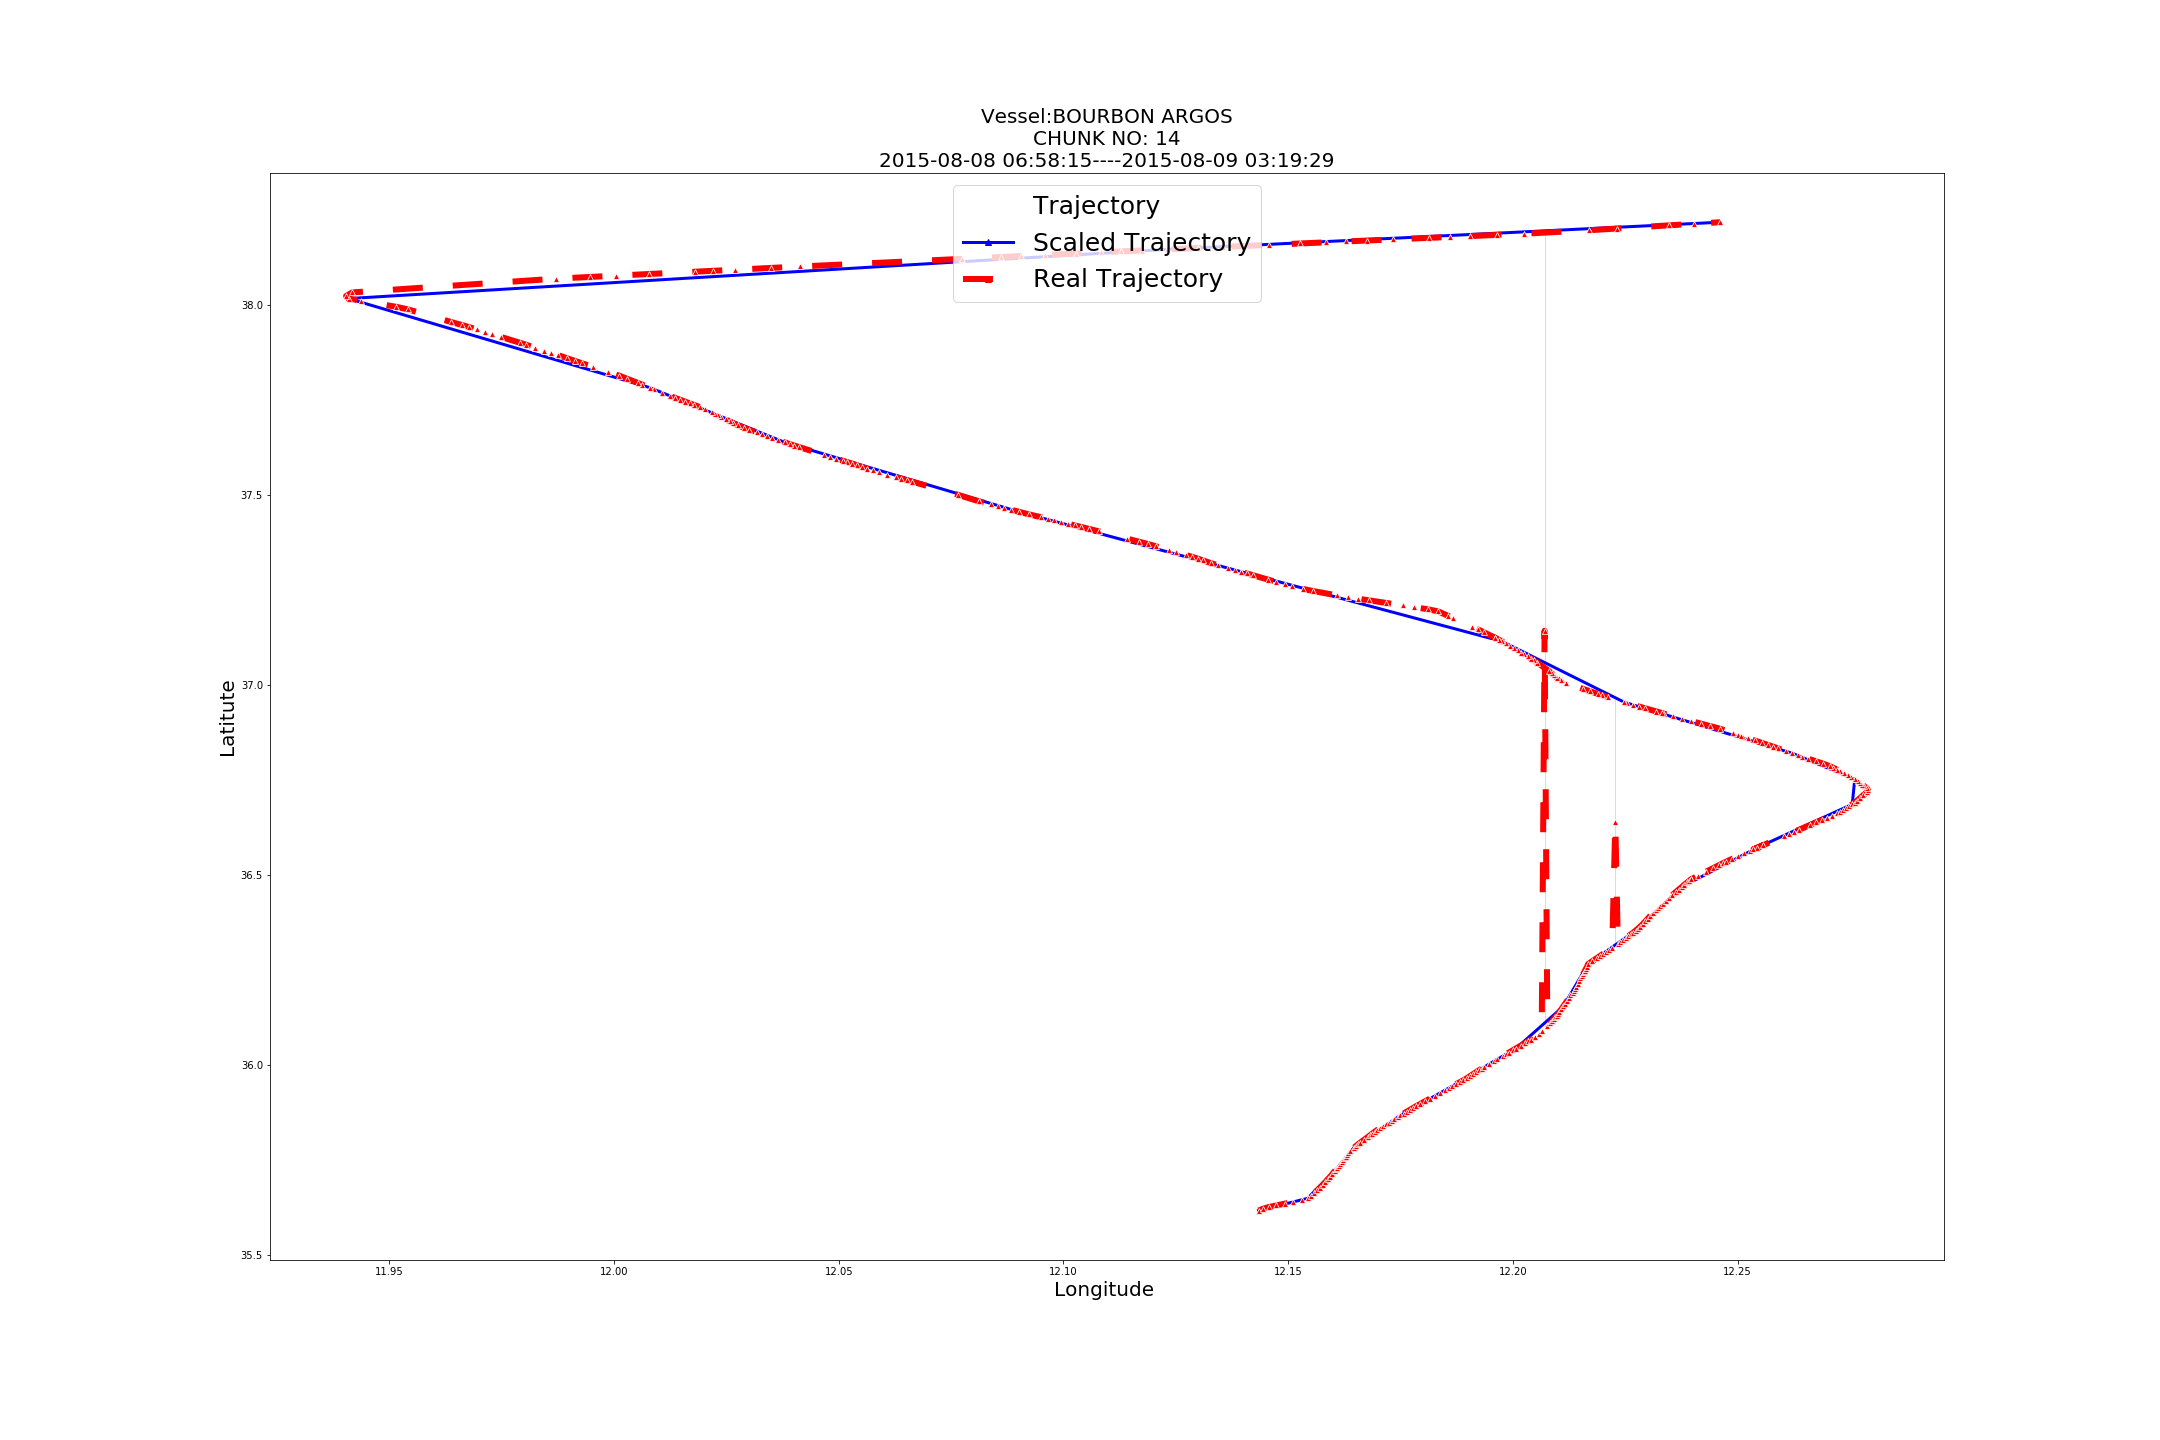 Vessel:BOURBON ARGOS
CHUNK NO: 14
2015-08-08 06:58:15----2015-08-09 03:19:29
Trajectory
Scaled Trajectory
Real Trajectory
38.0
37.5
37.0
36.5
36.0
35.5
Latitute
11.95 12.00 12.05 12.10 12.15 12.20 12.25
Longitude